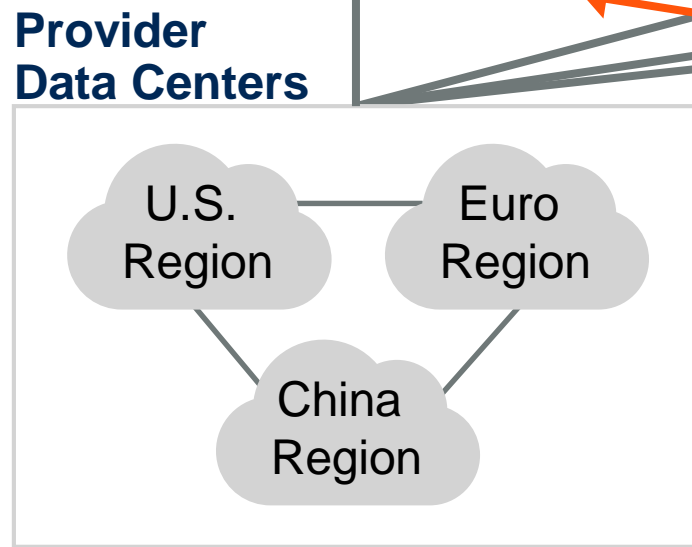 Provider
Data Centers
U.S.
Region
Euro
Region
China
Region